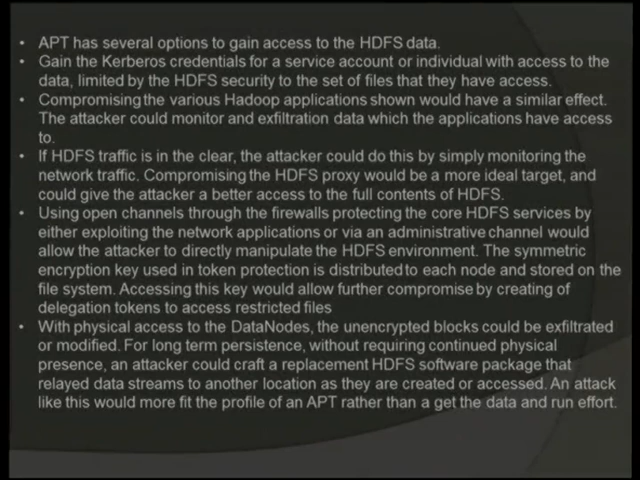 • APT has several options to gain access to the HDFS data.
• Gain the Kerberos credentials for a service account or individual with access to the
data, limited by the HDFS security to the set of files that they have access.
• Compromising the various Hadoop applications shown would have a similar effect.
The attacker could monitor and exfiltration data which the applications have access
to.
• If HDFS traffic is in the clear, the attacker could do this by simply monitoring the
network traffic. Compromising the HDFS proxy would be a more ideal target, and
could give the attacker a better access to the full contents of HDFS.
• Using open channels through the firewalls protecting the core HDFS services by
either exploiting the network applications or via an administrative channel would
allow the attacker to directly manipulate the HDFS environment. The symmetric
encryption key used in token protection is distributed to each node and stored on the
file system. Accessing this key would allow further compromise by creating of
delegation tokens to access restricted files
• With physical access to the DataNodes, the unencrypted blocks could be exfiltrated
or modified. For long term persistence, without requiring continued physical
presence, an attacker could craft a replacement HDFS software package that
relayed data streams to another location as they are created or accessed. An attack
like this would more fit the profile of an APT rather than a get the data and run effort.